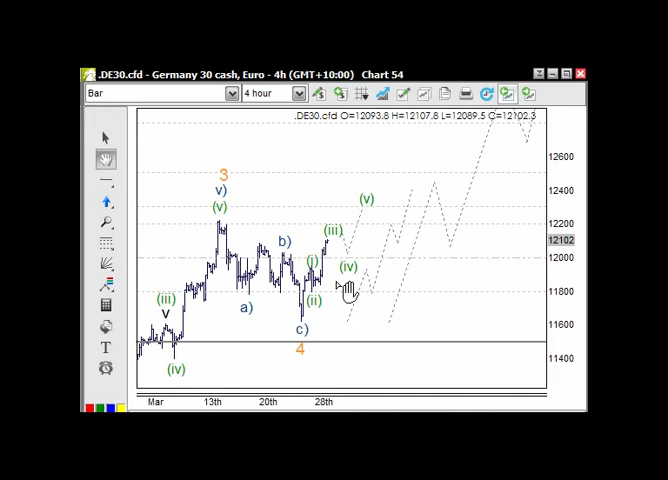 .DE30.cfd - Germany 30 cash, Euro - 4h (GMT+10:00) Chart 54
Bar 4 hour
.DE30.cfd O=12093.8 H=12107.8 L=12089.5 C=12102.3
12600
12400
12200
12102
12000
11800
11600
11400
3
v)
(v)
(v)
(iii)
b)
(i)
(iv)
(iii)
v
a)
(ii)
c)
4
(iv)
T
Mar 13th 20th 28th